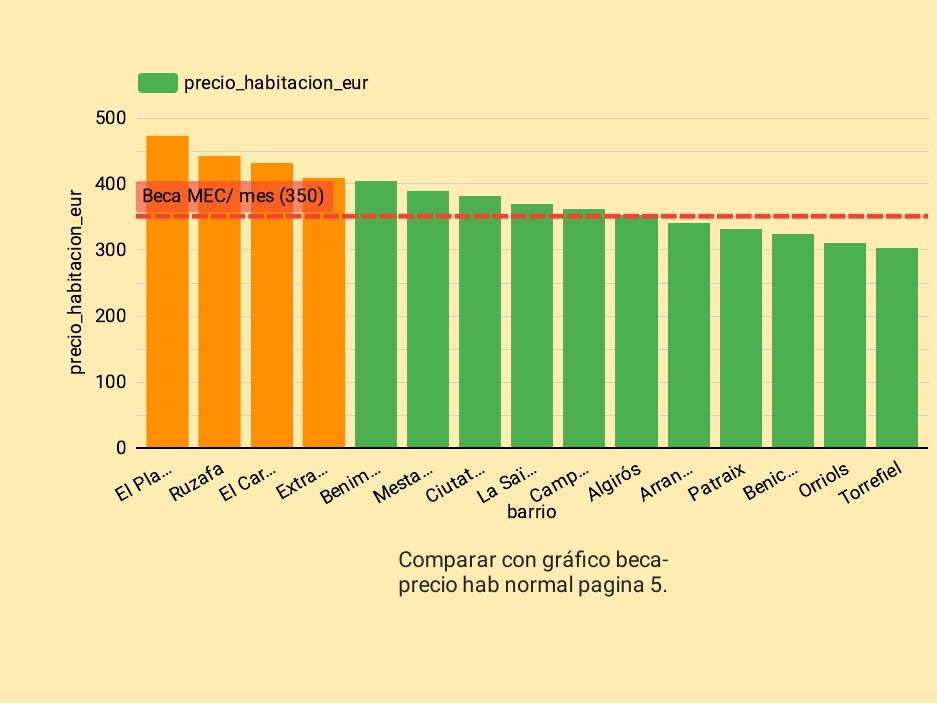 precio_habitacion_eur
500
400
300
200
100
0
precio_habitacion_eur
Beca MEC/ mes (350)
El Pla...
Ruzafa
El Car...
Extra...
Benim...
Mesta...
Ciutat...
La Saï...
Camp...
Algirós
Arran...
Patraix
Benic...
Orriols
Torrefiel
barrio
Comparar con gráfico beca-
precio hab normal pagina 5.